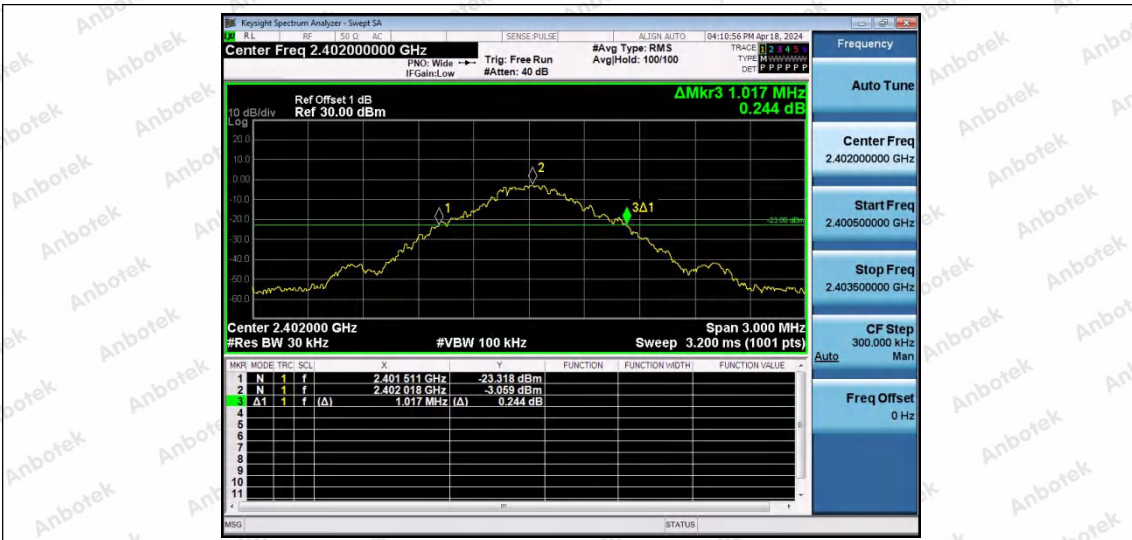 Keysight Spectrum Analyzer - Swept SA
RL RF 50 Ω AC SENSE:PULSE ALIGN AUTO 04:10:56 PM Apr 18, 2024
Center Freq 2.402000000 GHz
PNO: Wide
IFGain:Low
Trig: Free Run
#Atten: 40 dB
#Avg Type: RMS
Avg|Hold: 100/100
TRACE 1 2 3 4 5 6
TYPE M WWWWW
DET P P P P P P
Frequency
ΔMkr3 1.017 MHz
0.244 dB
Ref Offset 1 dB
10 dB/div Ref 30.00 dBm
Log
20.0
10.0
0.00
-10.0
-20.0
-30.0
-40.0
-50.0
-60.0
1
2
3Δ1
-23.06 dBm
Center 2.402000 GHz Span 3.000 MHz
#Res BW 30 kHz #VBW 100 kHz Sweep 3.200 ms (1001 pts)
MKR MODE TRC SCL X Y FUNCTION FUNCTION WIDTH FUNCTION VALUE
1 N 1 f 2.401 511 GHz -23.318 dBm
2 N 1 f 2.402 018 GHz -3.059 dBm
3 Δ1 1 f (Δ) 1.017 MHz (Δ) 0.244 dB
4
5
6
7
8
9
10
11
MSG STATUS
Auto Tune
Center Freq
2.402000000 GHz
Start Freq
2.400500000 GHz
Stop Freq
2.403500000 GHz
CF Step
300.000 kHz
Auto Man
Freq Offset
0 Hz
Anbotek